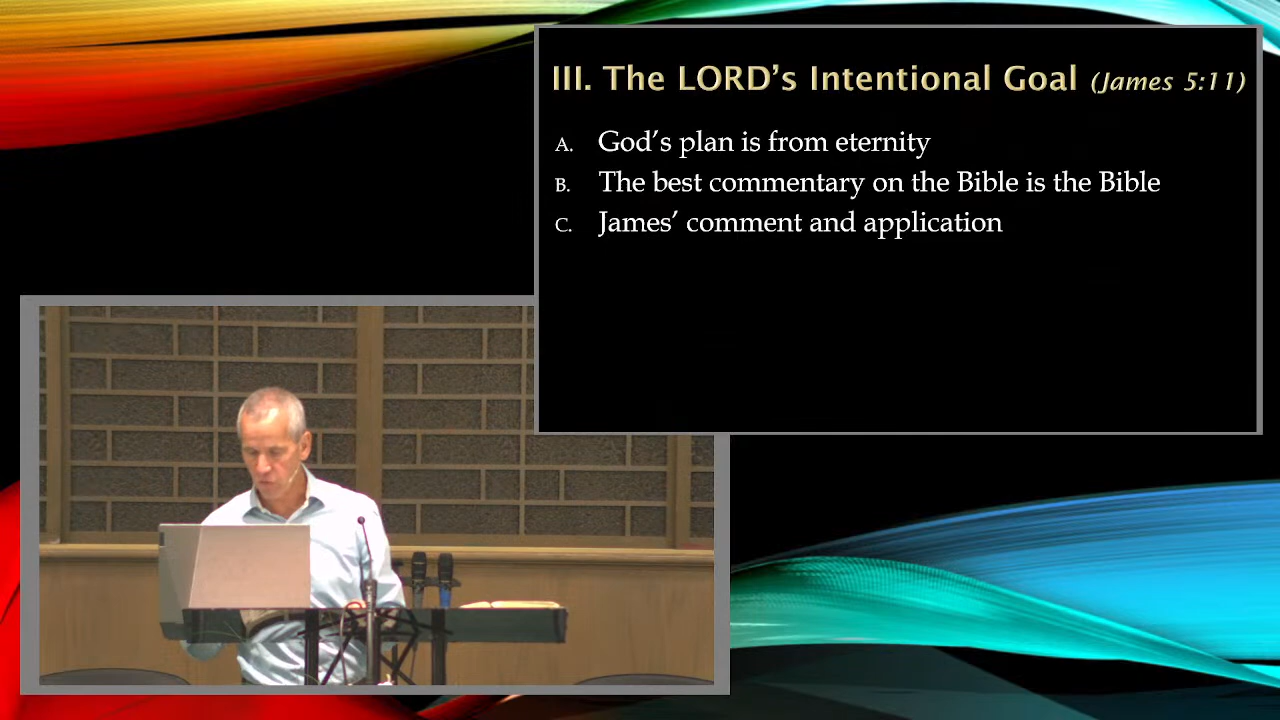 III. The LORD’s Intentional Goal (James 5:11)
A. God’s plan is from eternity
B. The best commentary on the Bible is the Bible
C. James’ comment and application